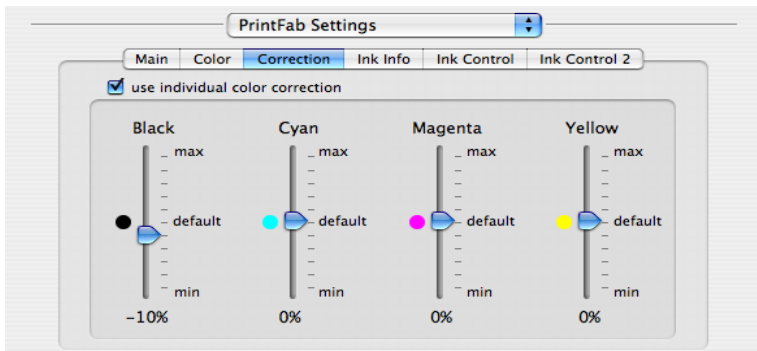 PrintFab Settings
Main Color Correction Ink Info Ink Control Ink Control 2
use individual color correction
Black Cyan Magenta Yellow
max max max max
default default default default
min min min min
-10% 0% 0% 0%